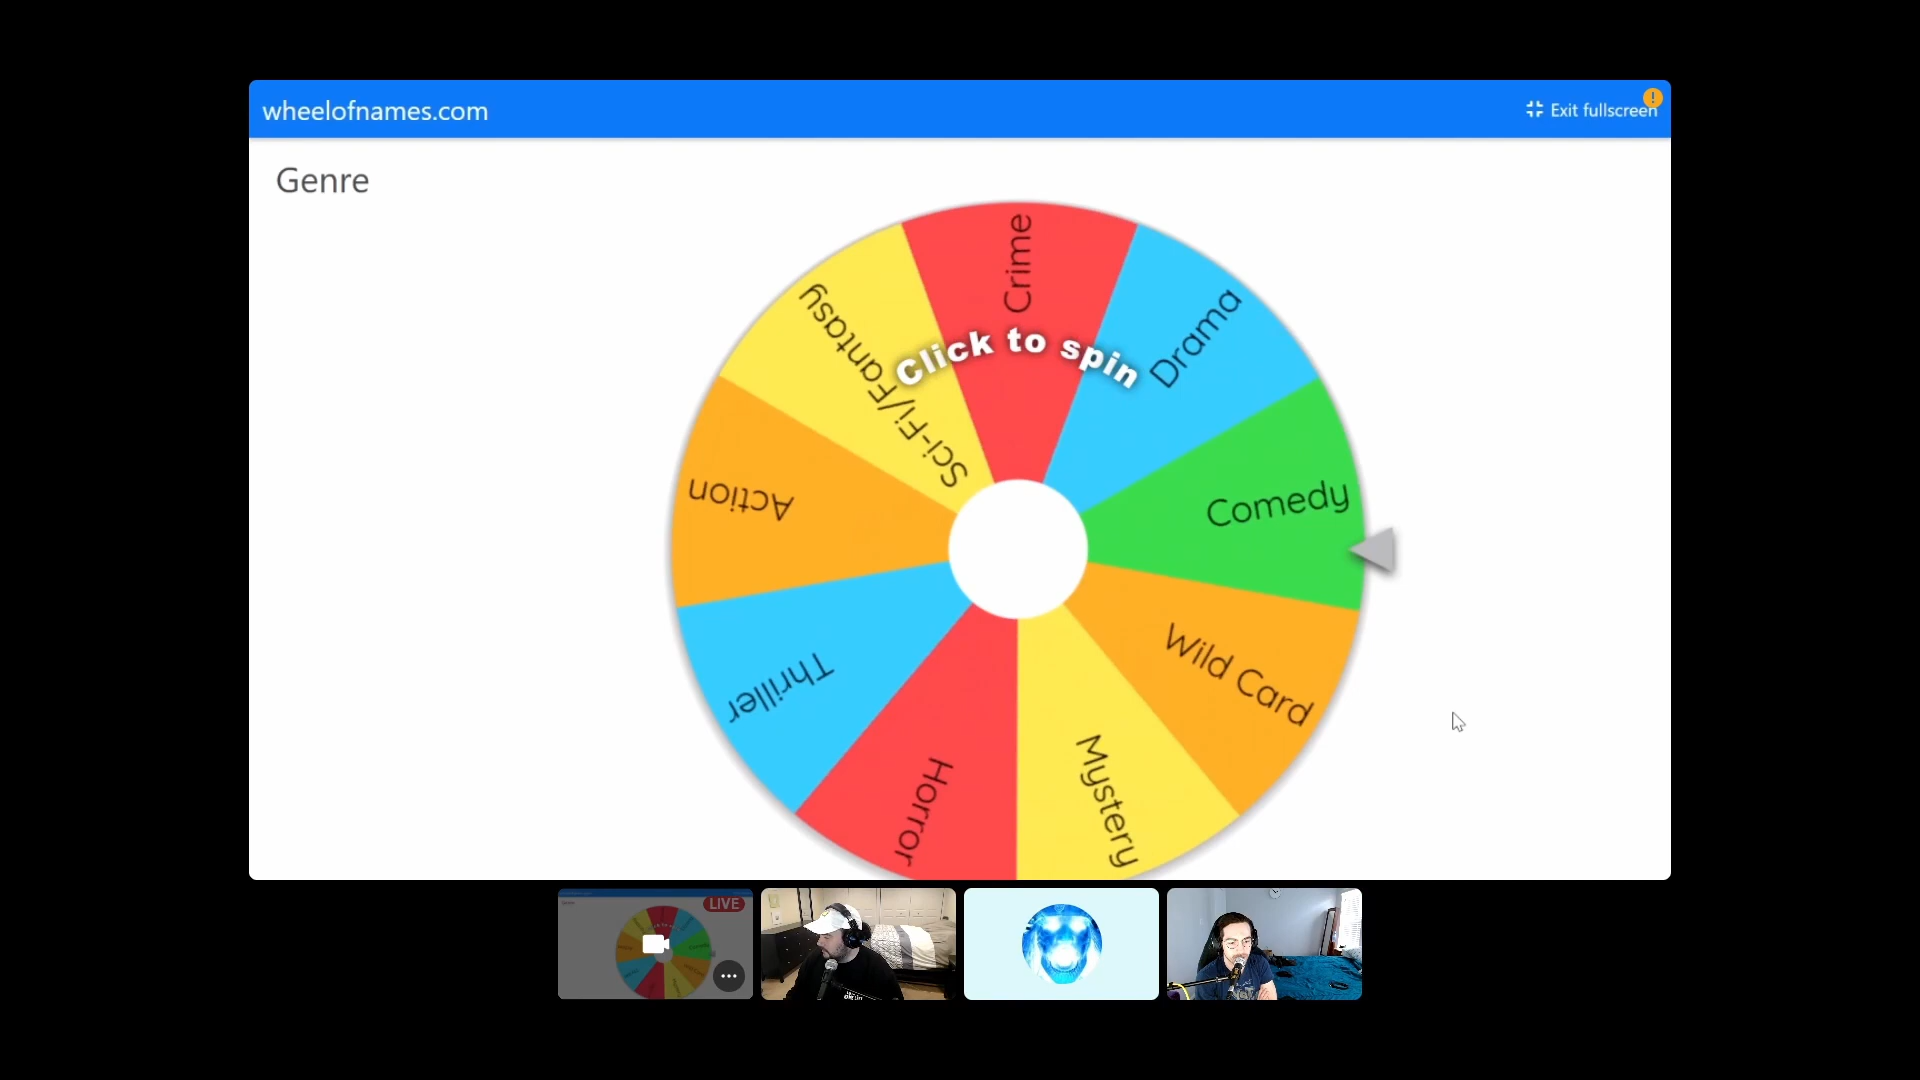 wheelofnames.com
Exit fullscreen
!
Genre
Crime
Drama
Comedy
Wild Card
Mystery
Horror
Thriller
Action
Sci-Fi/Fantasy
Click to spin
LIVE